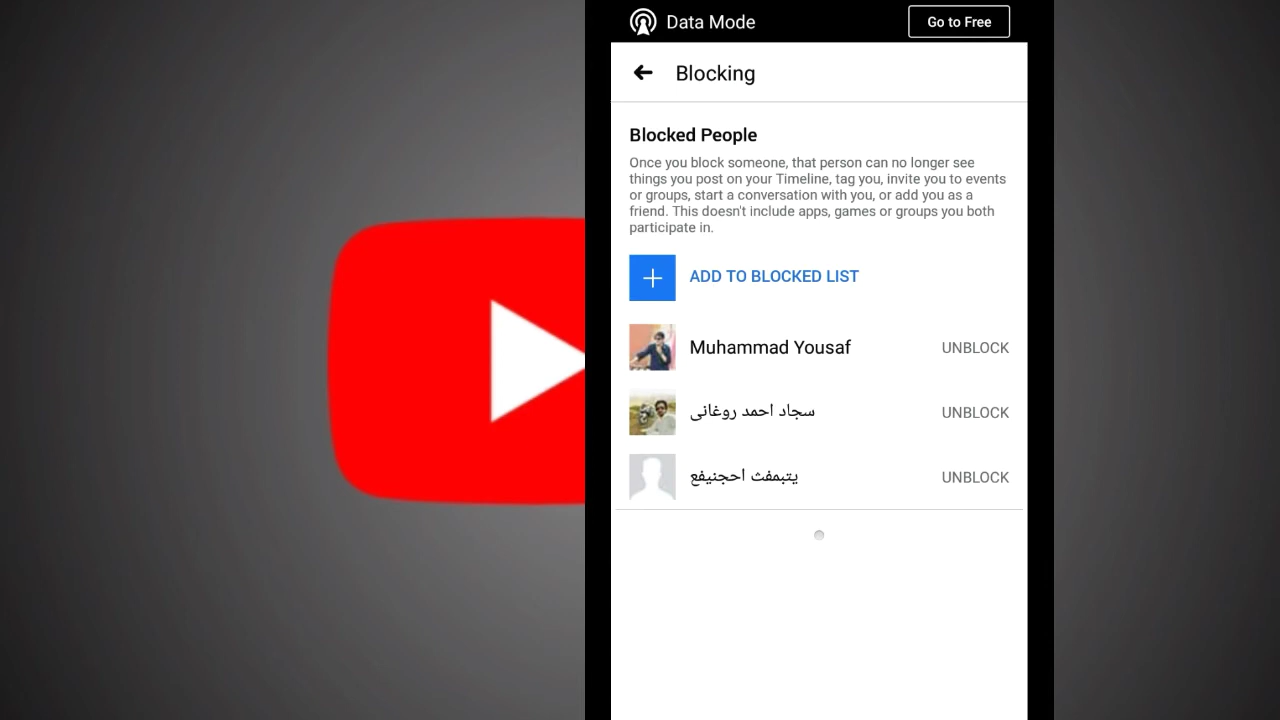 Data Mode
Go to Free
Blocking
Blocked People
Once you block someone, that person can no longer see
things you post on your Timeline, tag you, invite you to events
or groups, start a conversation with you, or add you as a
friend. This doesn't include apps, games or groups you both
participate in.
ADD TO BLOCKED LIST
Muhammad Yousaf
UNBLOCK
سجاد احمد روغانی
UNBLOCK
یتبمفث احجنیفع
UNBLOCK